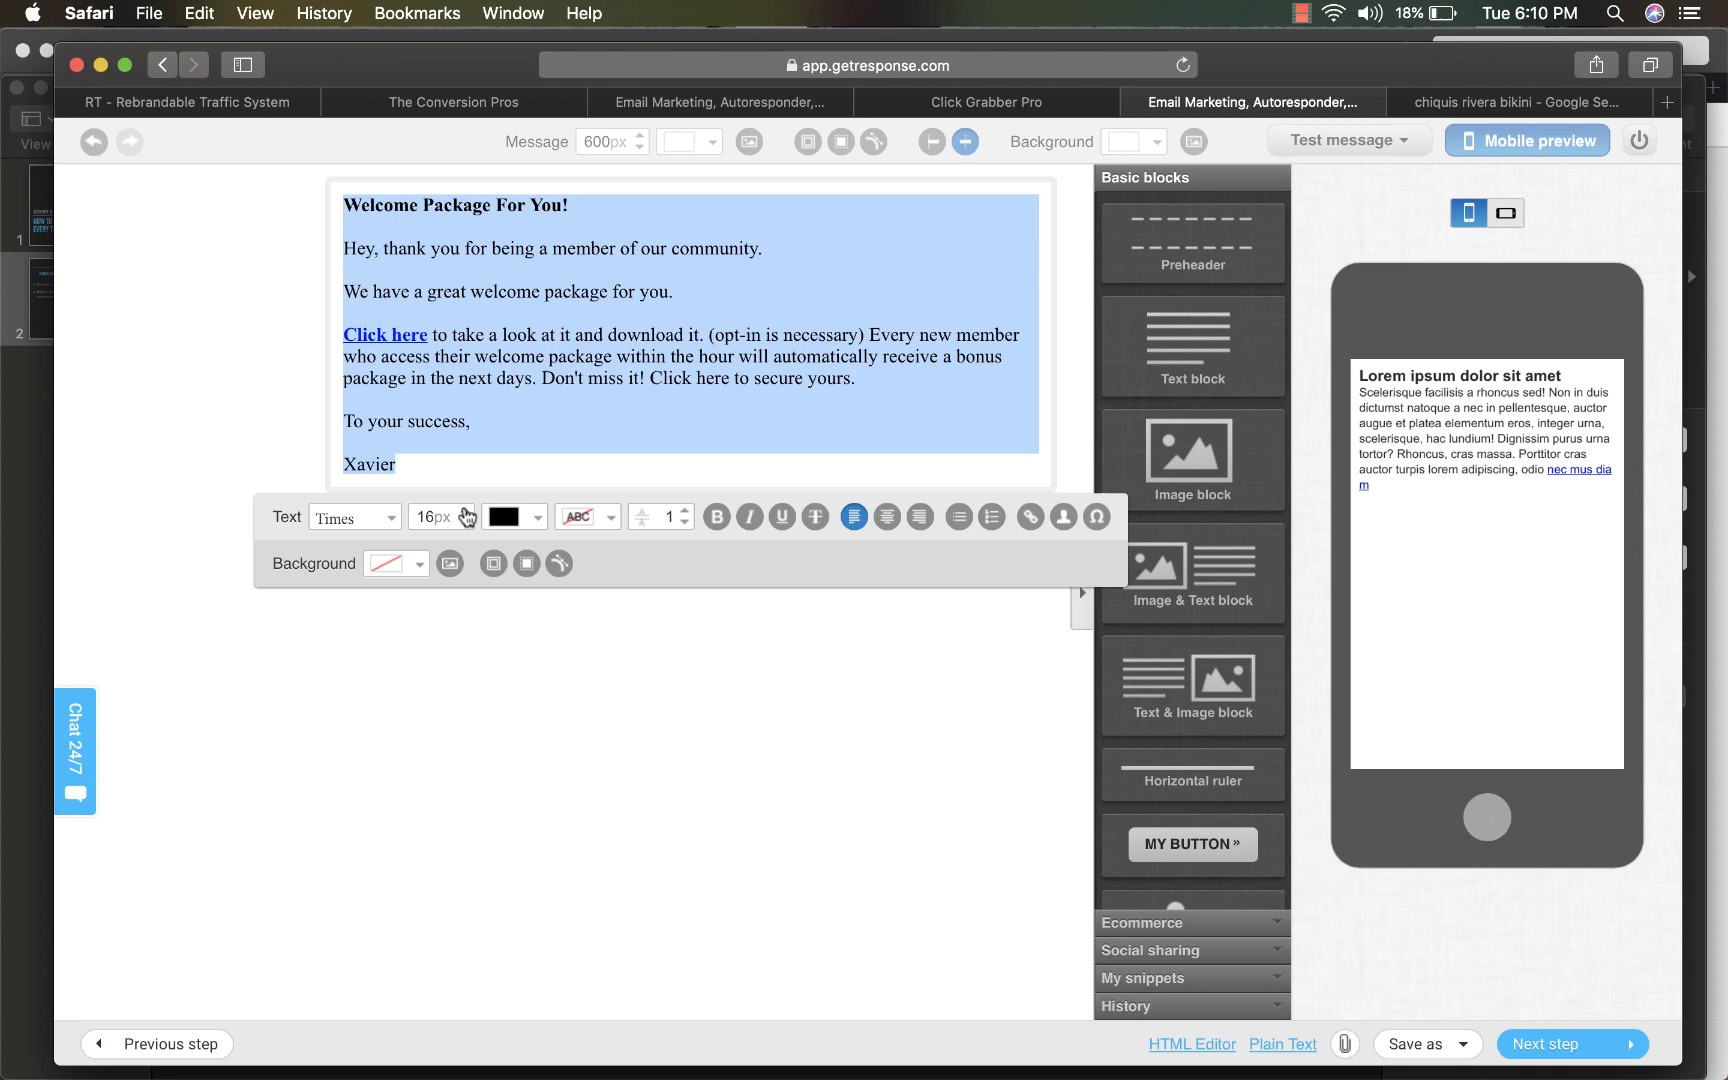 Safari File Edit View History Bookmarks Window Help 18% Tue 6:10 PM
app.getresponse.com
RT - Rebrandable Traffic System The Conversion Pros Email Marketing, Autoresponder,... Click Grabber Pro Email Marketing, Autoresponder,... chiquis rivera bikini - Google Se...
View
Message 600px Background Test message Mobile preview
Basic blocks
Welcome Package For You!
Hey, thank you for being a member of our community.
We have a great welcome package for you.
Click here to take a look at it and download it. (opt-in is necessary) Every new member
who access their welcome package within the hour will automatically receive a bonus
package in the next days. Don't miss it! Click here to secure yours.
To your success,
Xavier
Text Times 16px ABC 1 B I U T Ω
Background
1
2
Chat 24/7
Preheader
Text block
Image block
Image & Text block
Text & Image block
Horizontal ruler
MY BUTTON »
Ecommerce
Social sharing
My snippets
History
Lorem ipsum dolor sit amet
Scelerisque facilisis a rhoncus sed! Non in duis
dictumst natoque a nec in pellentesque, auctor
augue et platea elementum eros, integer urna,
scelerisque, hac lundium! Dignissim purus urna
tortor? Rhoncus, cras massa. Porttitor cras
auctor turpis lorem adipiscing, odio nec mus dia
m
Previous step HTML Editor Plain Text Save as Next step